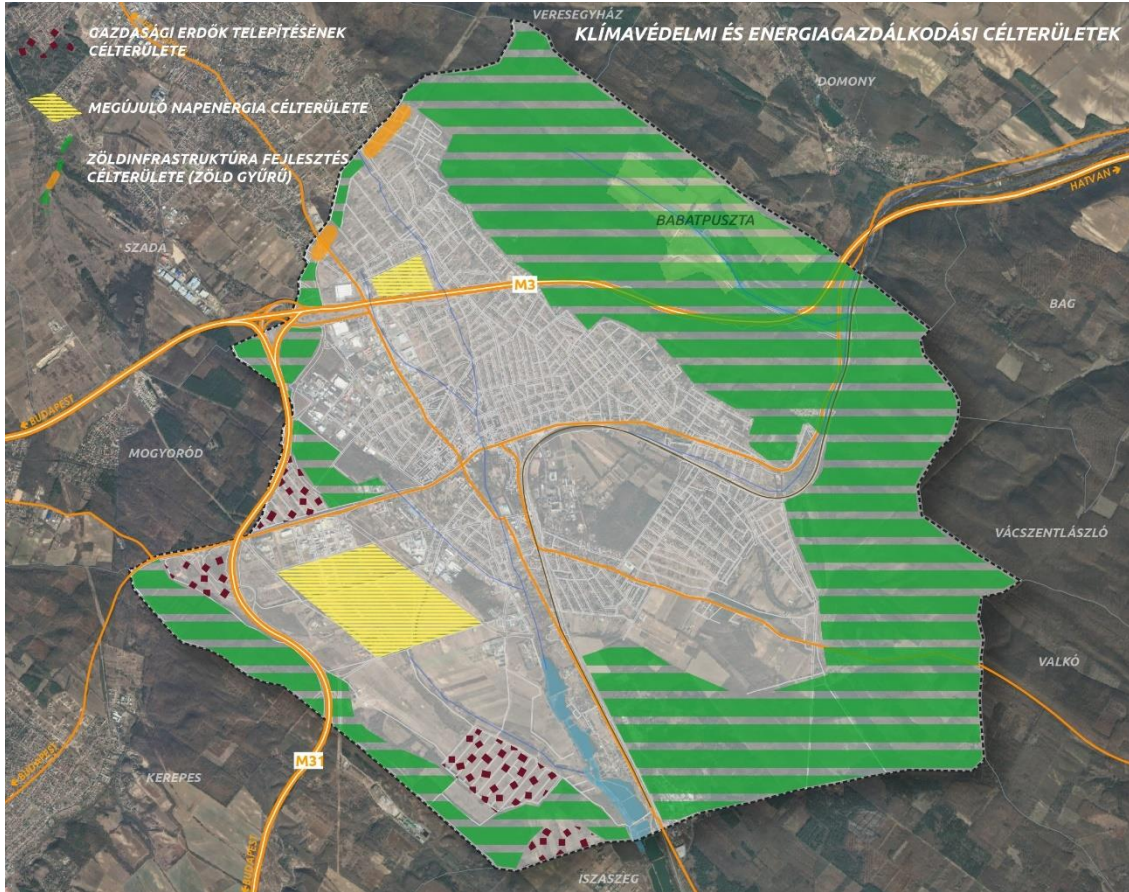 VERESEGYHÁZ
KLÍMAVÉDELMI ÉS ENERGIAGAZDÁLKODÁSI CÉLTERÜLETEK
GAZDASÁGI ERDŐK TELEPÍTÉSÉNEK
CÉLTERÜLETE
DOMONY
MEGÚJULÓ NAPENERGIA CÉLTERÜLETE
ZÖLDINFRASTRUKTÚRA FEJLESZTÉS
CÉLTERÜLETE (ZÖLD GYŰRŰ)
HATVAN
BABATPUSZTA
SZADA
M3
BAG
BUDAPEST
MOGYORÓD
VÁCSZENTLÁSZLÓ
VALKÓ
BUDAPEST
M31
KEREPES
BUDAPEST
ISZASZEG